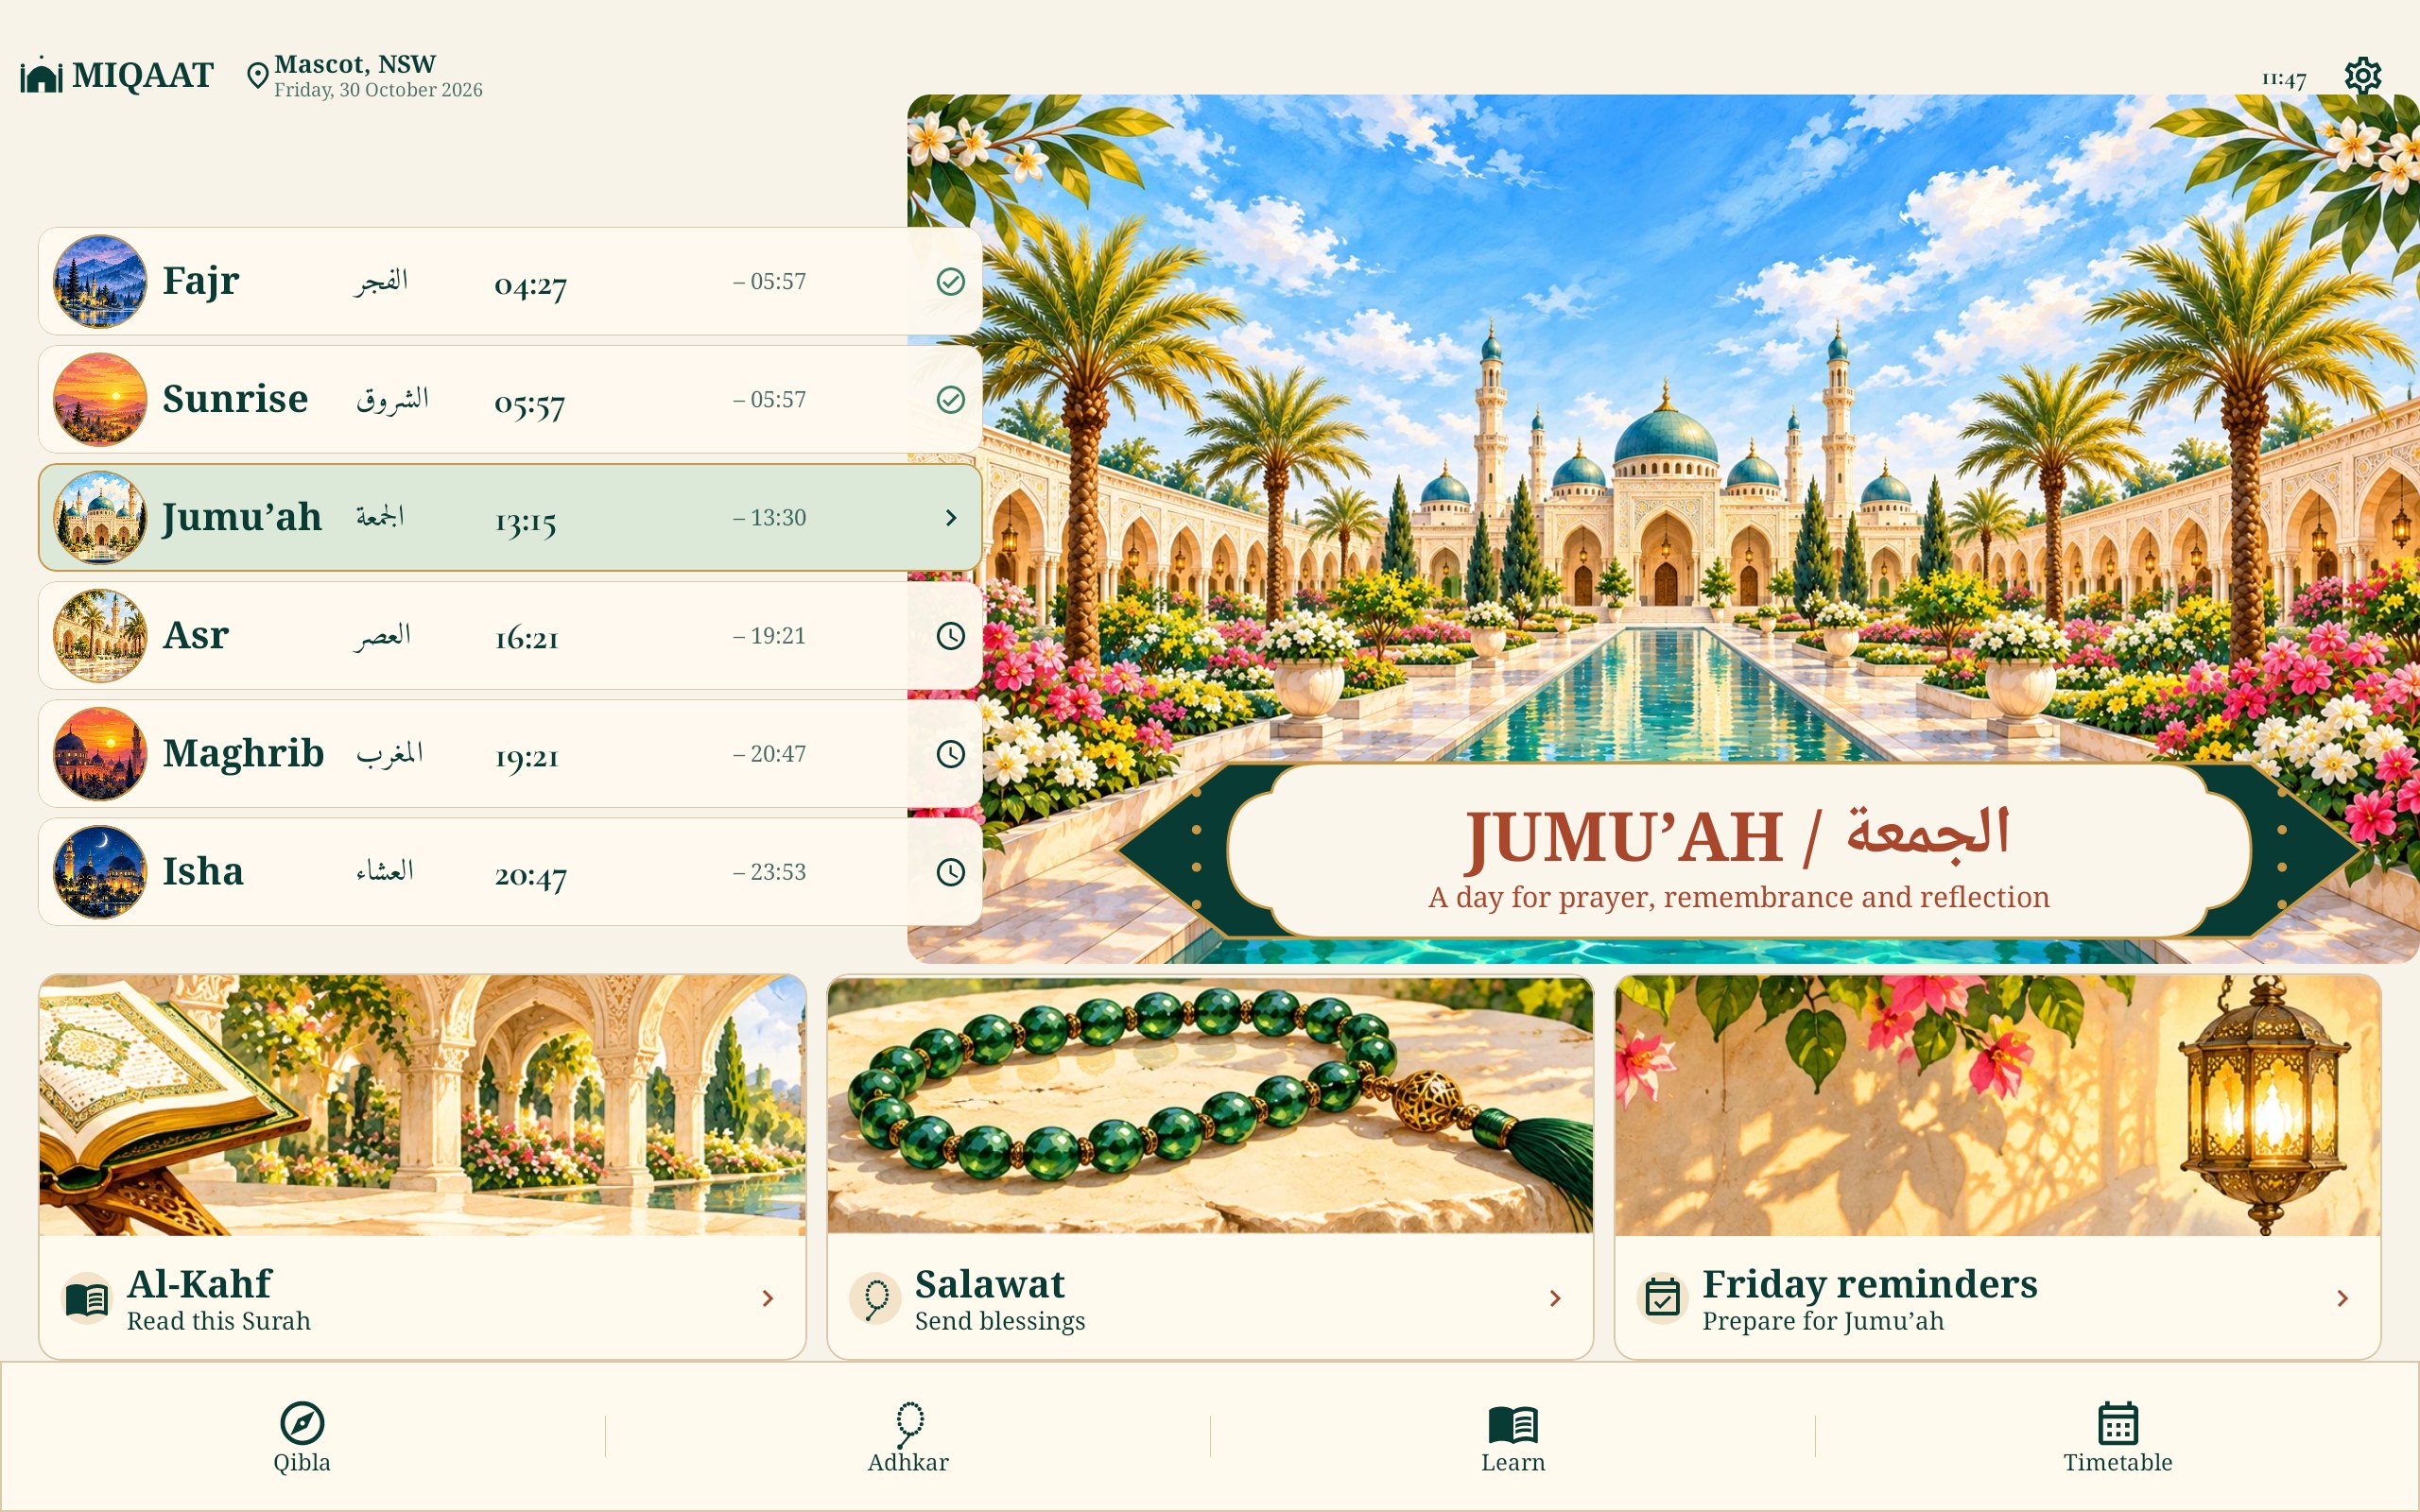 MIQAAT
Mascot, NSW
Friday, 30 October 2026
11:47
Fajr الفجر 04:27 – 05:57
Sunrise الشروق 05:57 – 05:57
Jumu’ah الجمعة 13:15 – 13:30
Asr العصر 16:21 – 19:21
Maghrib المغرب 19:21 – 20:47
Isha العشاء 20:47 – 23:53
JUMU’AH / الجمعة
A day for prayer, remembrance and reflection
Al-Kahf
Read this Surah
Salawat
Send blessings
Friday reminders
Prepare for Jumu’ah
Qibla
Adhkar
Learn
Timetable